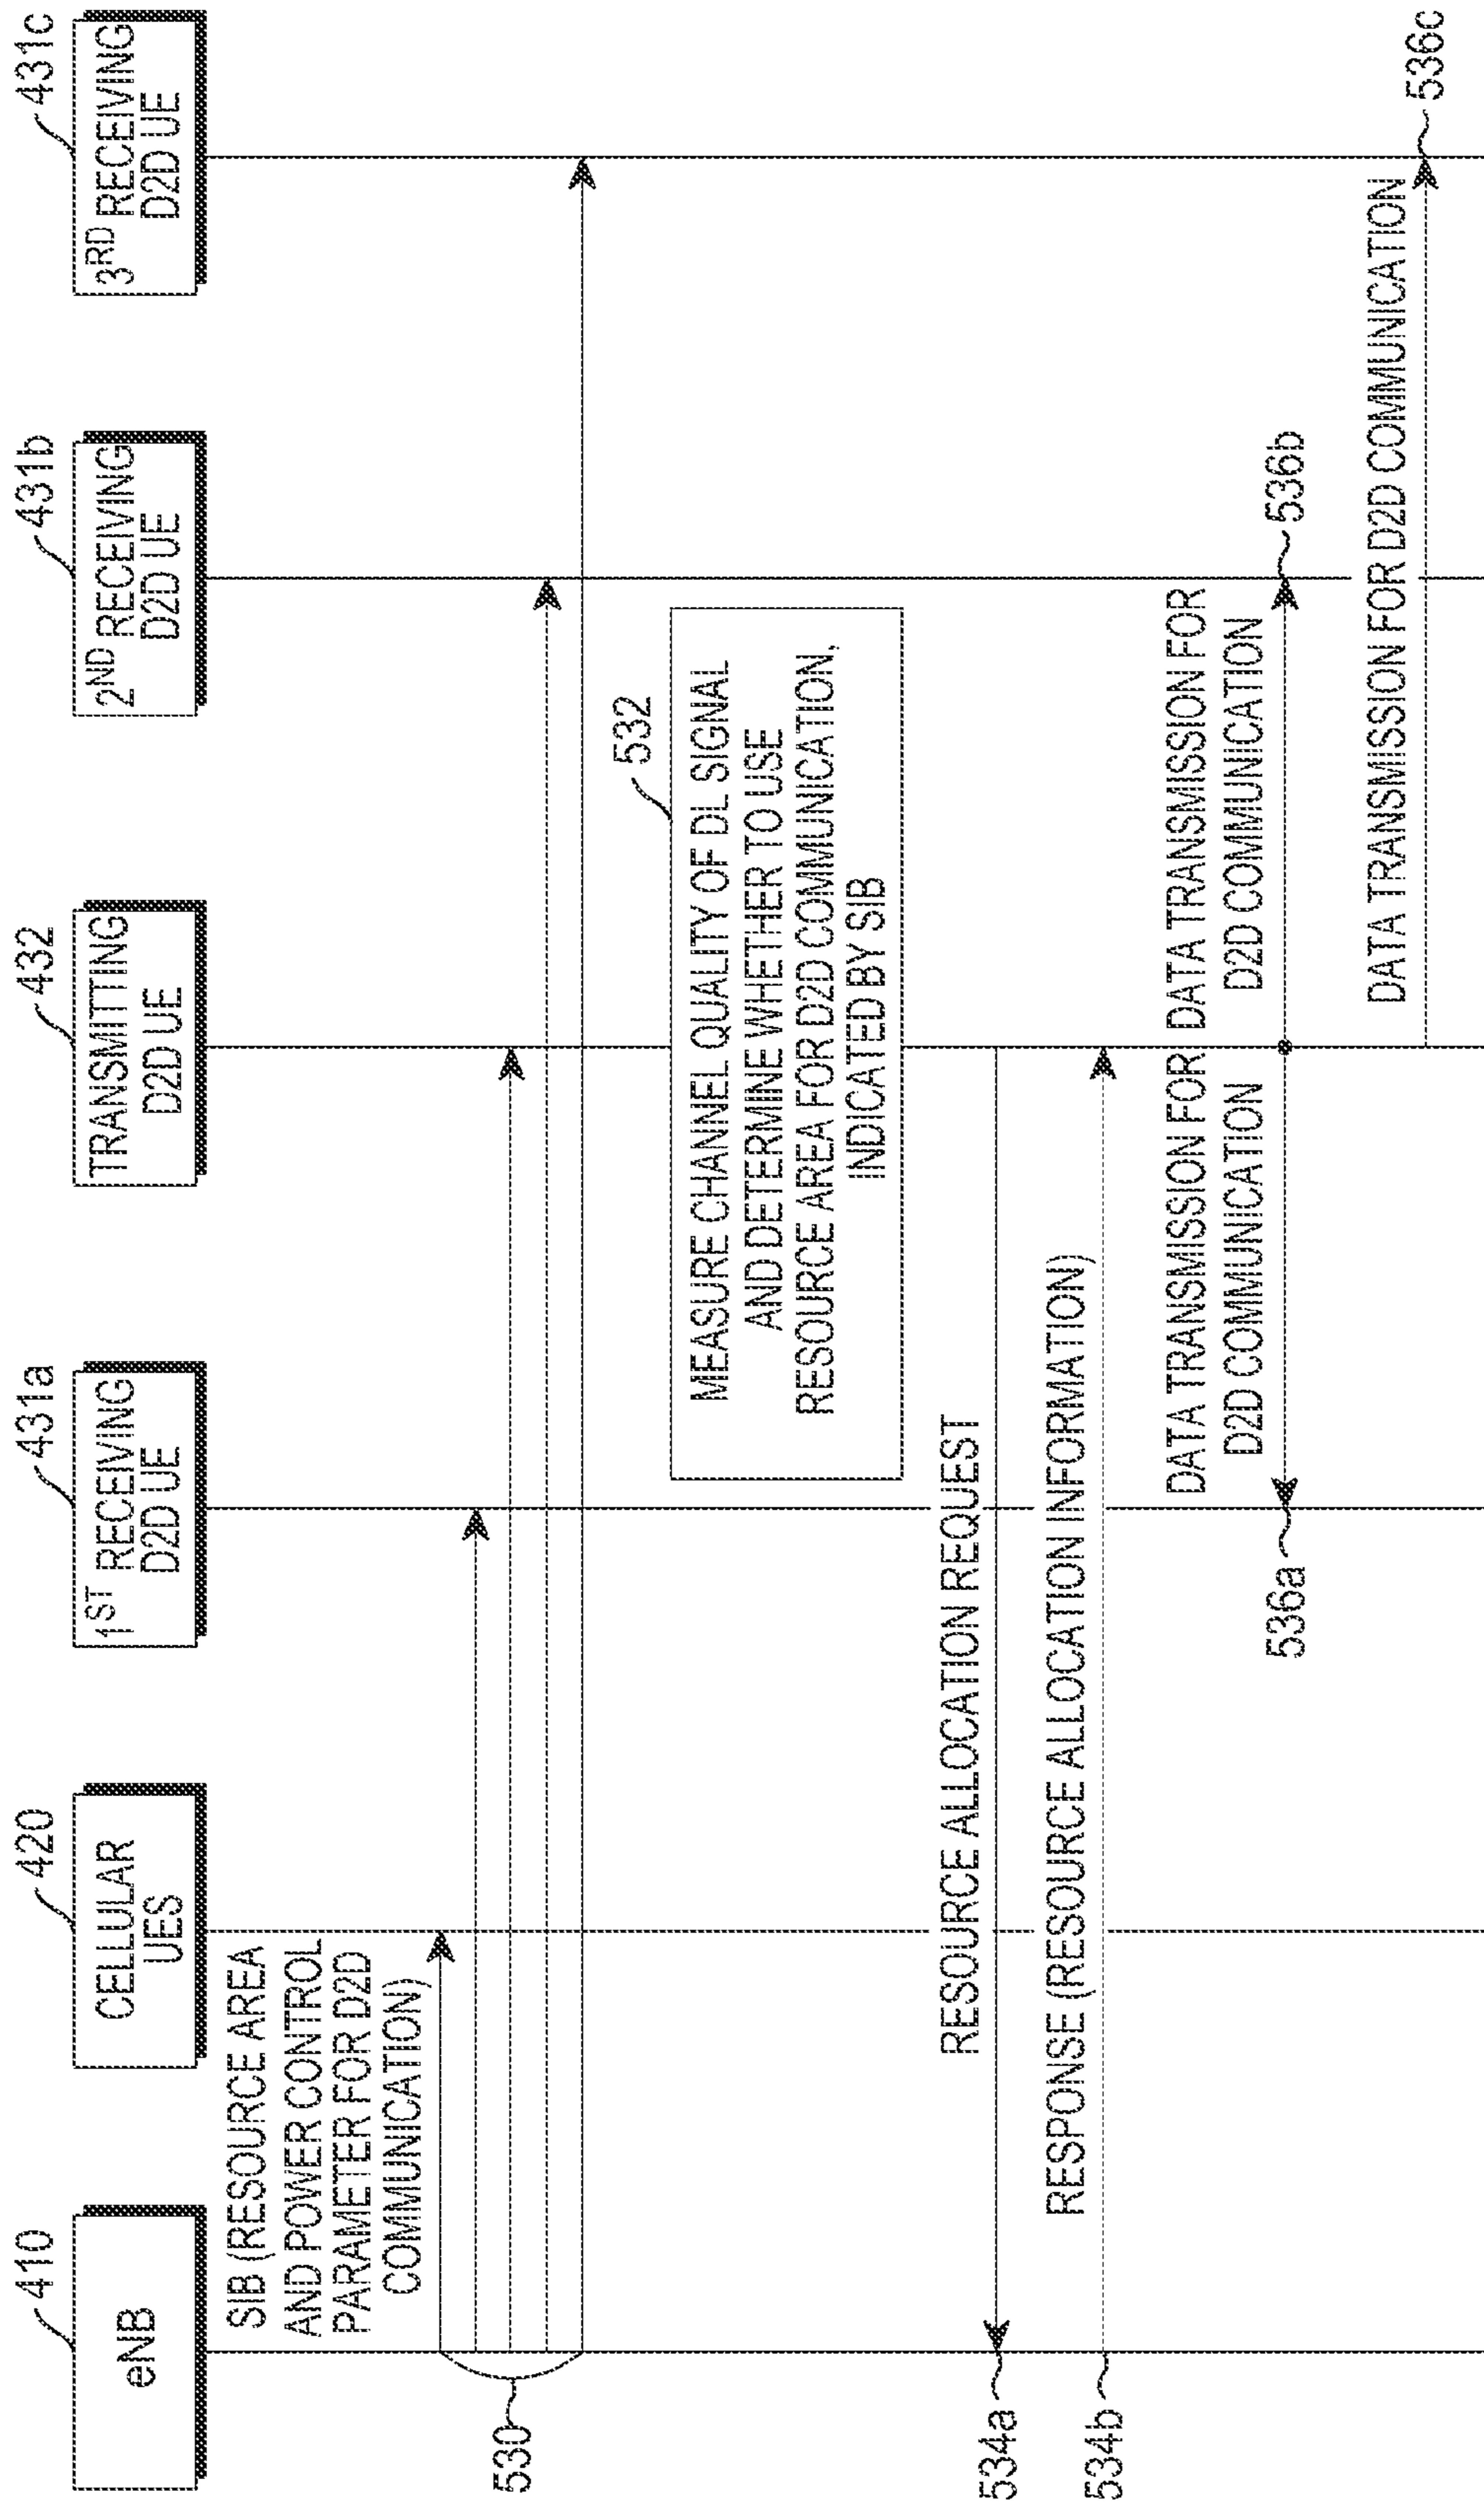 410
eNB
420
CELLULAR
UES
431a
1ST RECEIVING
D2D UE
432
TRANSMITTING
D2D UE
431b
2ND RECEIVING
D2D UE
431c
3RD RECEIVING
D2D UE
SIB (RESOURCE AREA
AND POWER CONTROL
PARAMETER FOR D2D
COMMUNICATION)
530
532
MEASURE CHANNEL QUALITY OF DL SIGNAL
AND DETERMINE WHETHER TO USE
RESOURCE AREA FOR D2D COMMUNICATION,
INDICATED BY SIB
RESOURCE ALLOCATION REQUEST
534a
RESPONSE (RESOURCE ALLOCATION INFORMATION)
534b
DATA TRANSMISSION FOR
D2D COMMUNICATION
536a
DATA TRANSMISSION FOR
D2D COMMUNICATION
536b
DATA TRANSMISSION FOR D2D COMMUNICATION
536c